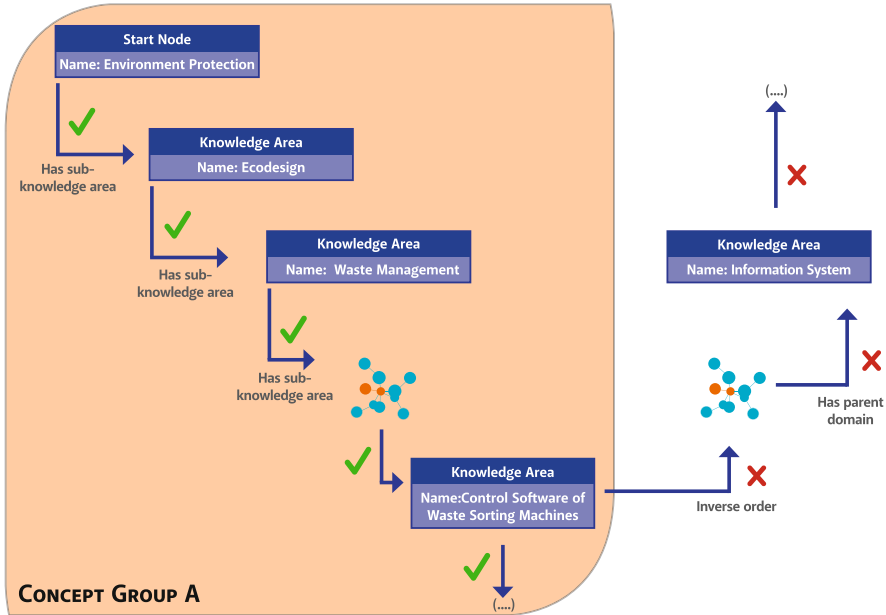 Start Node
Name: Environment Protection
Has sub-
knowledge area
Knowledge Area
Name: Ecodesign
Has sub-
knowledge area
Knowledge Area
Name:  Waste Management
Has sub-
knowledge area
Knowledge Area
Name:Control Software of
Waste Sorting Machines
(....)
CONCEPT GROUP A
Inverse order
Has parent
domain
Knowledge Area
Name: Information System
(....)